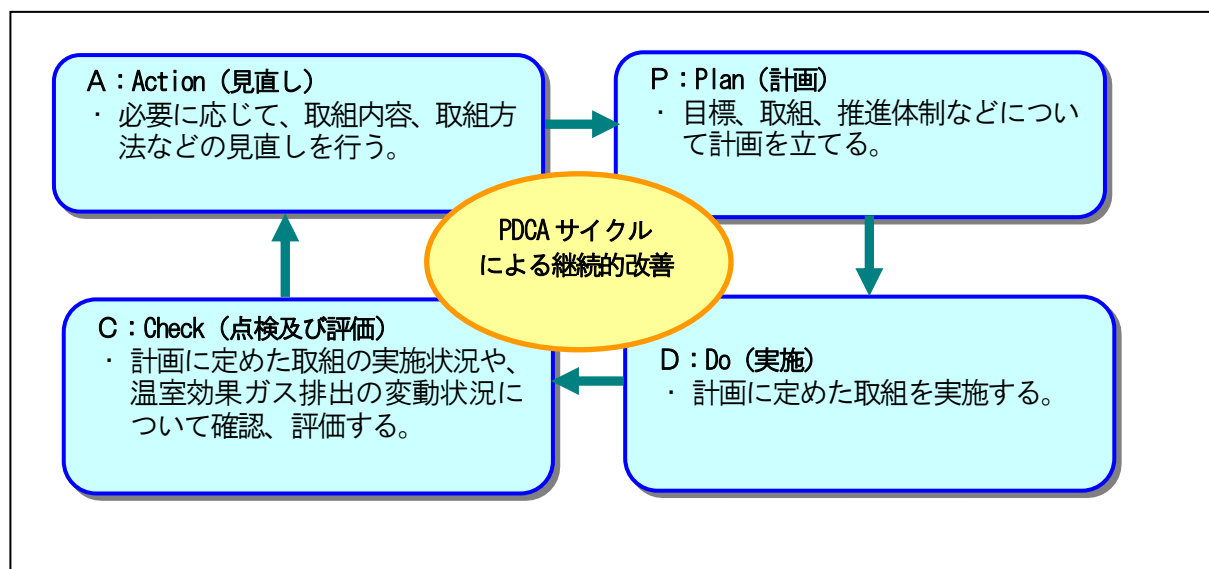 A：Action（見直し）
・ 必要に応じて、取組内容、取組方
法などの見直しを行う。
P：Plan（計画）
・ 目標、取組、推進体制などについ
て計画を立てる。
PDCA サイクル
による継続的改善
C：Check（点検及び評価）
・ 計画に定めた取組の実施状況や、
温室効果ガス排出の変動状況に
ついて確認、評価する。
D：Do（実施）
・ 計画に定めた取組を実施する。